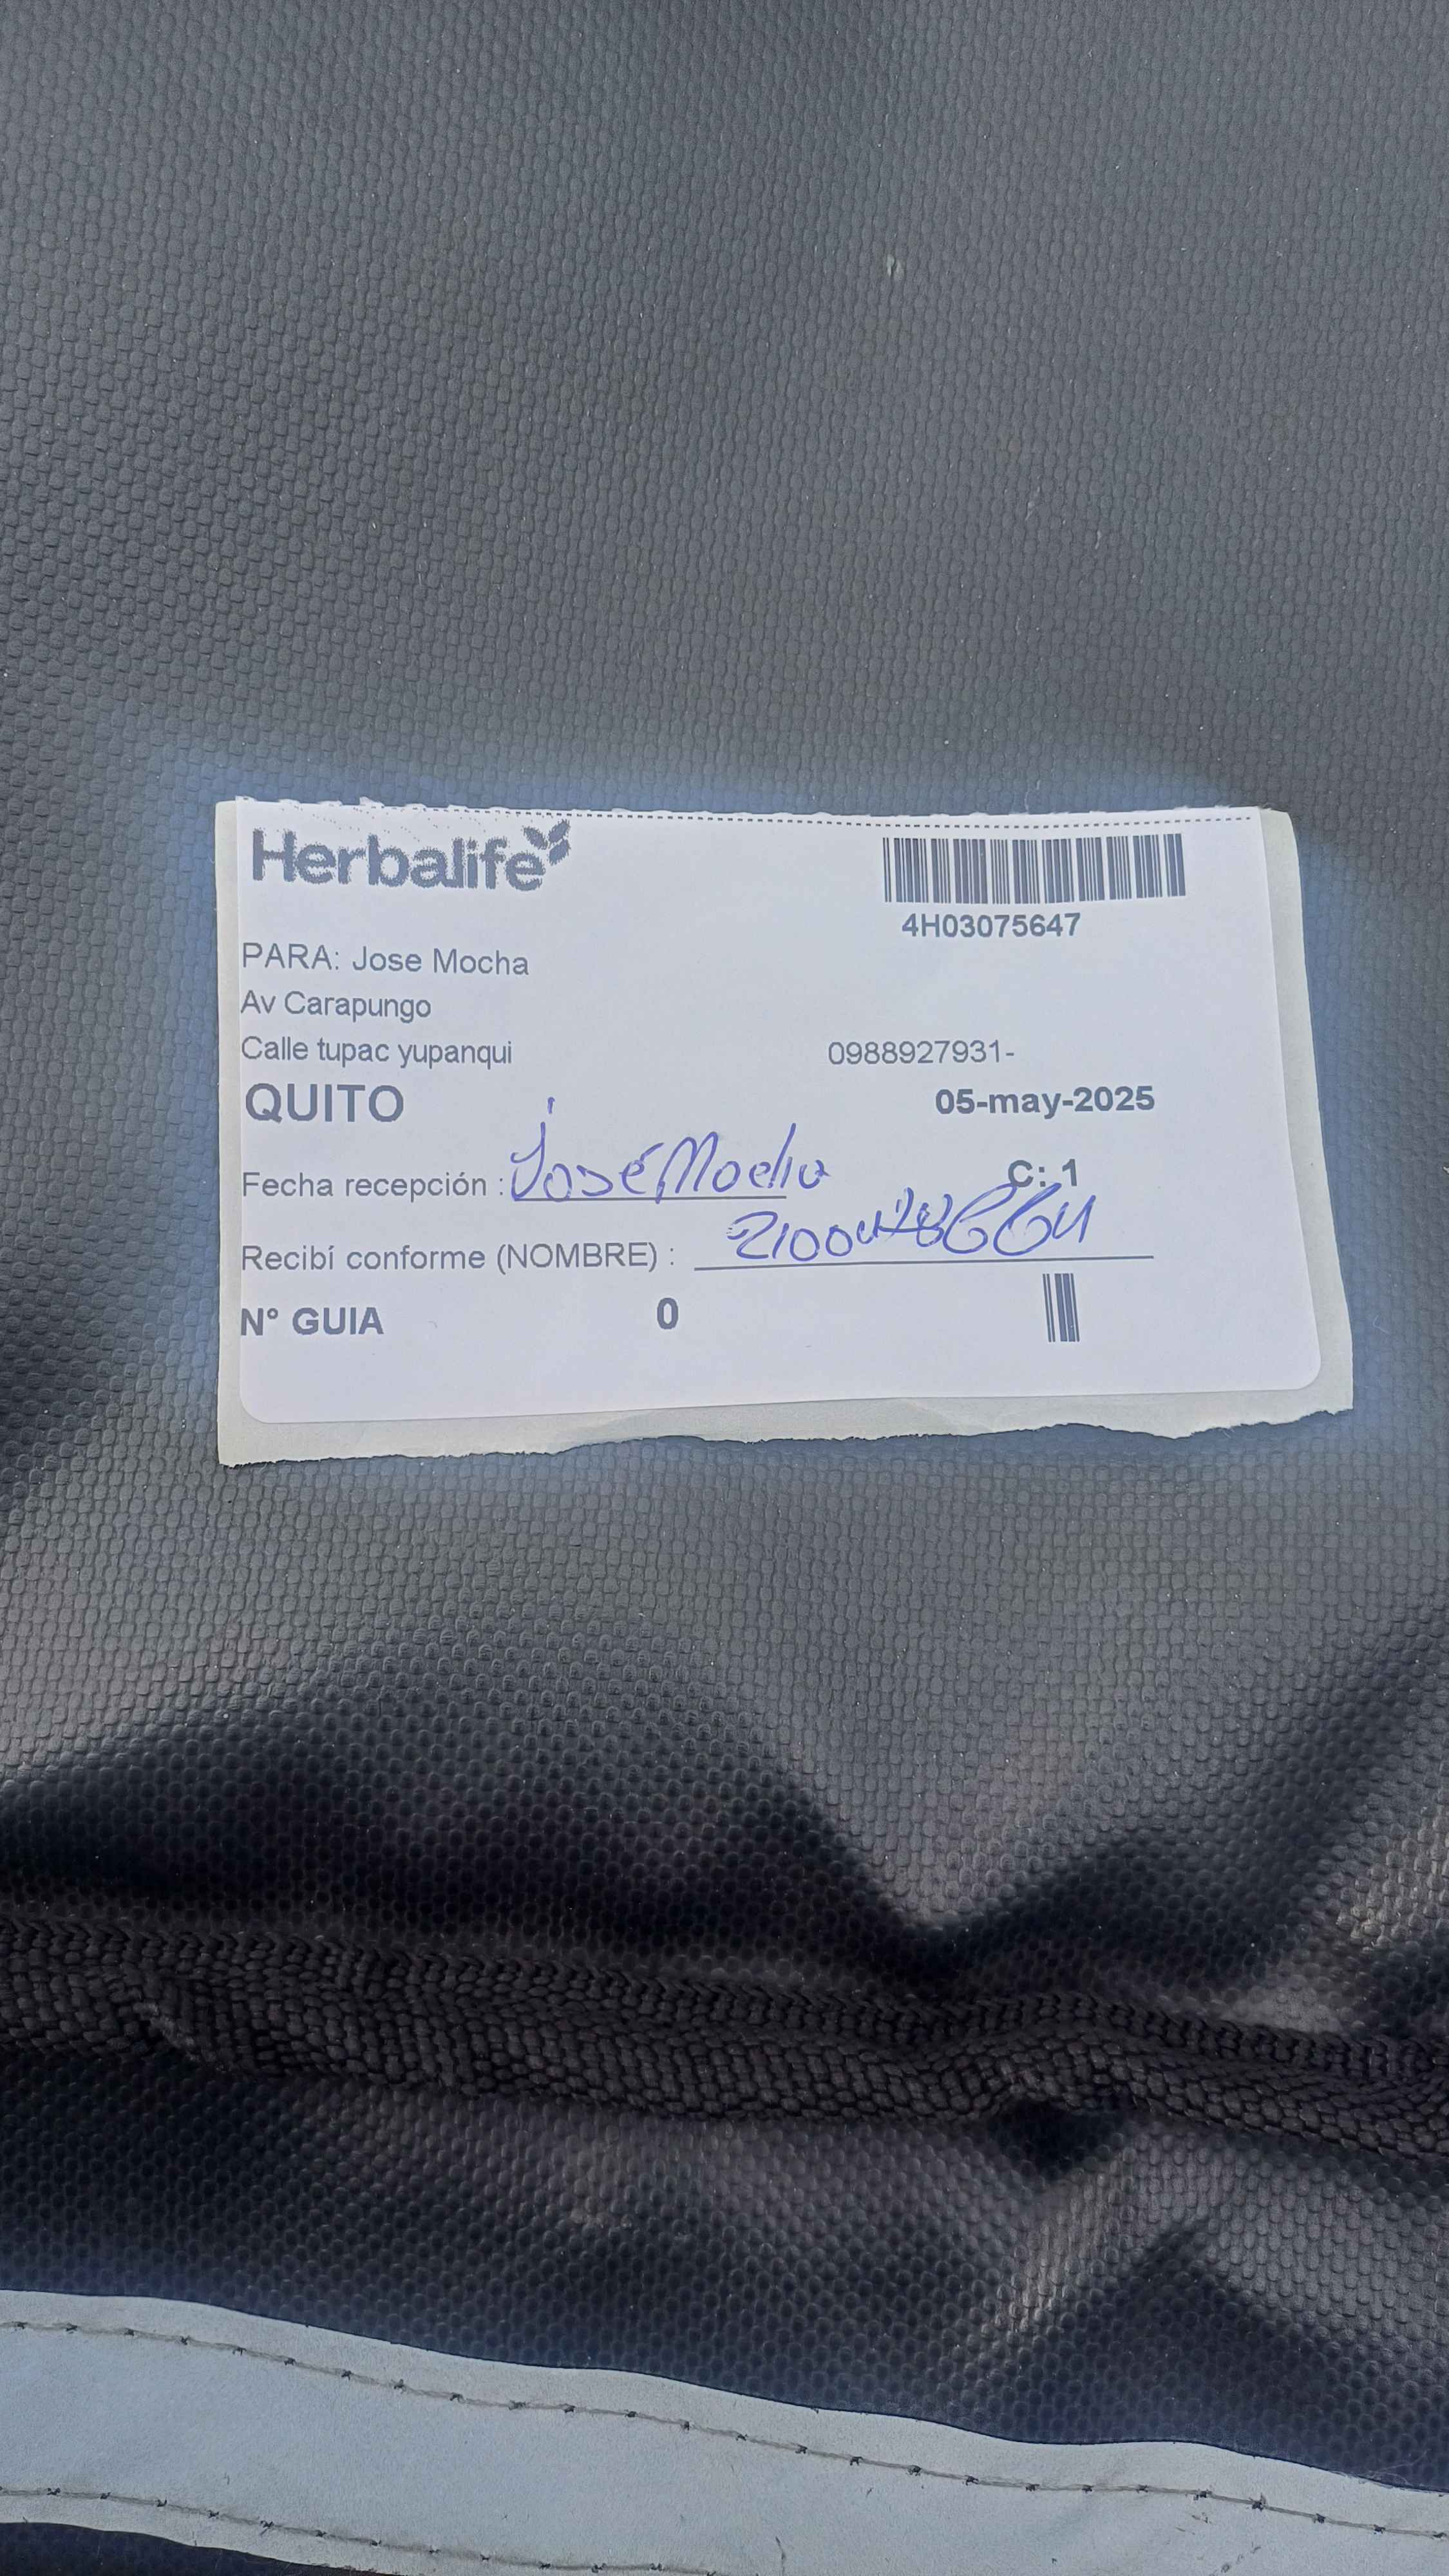 Herbalife
4H03075647
PARA: Jose Mocha
Av Carapungo
Calle tupac yupanqui 0988927931-
QUITO 05-may-2025
Fecha recepción : José Mocha C: 1
Recibí conforme (NOMBRE) :
N° GUIA 0